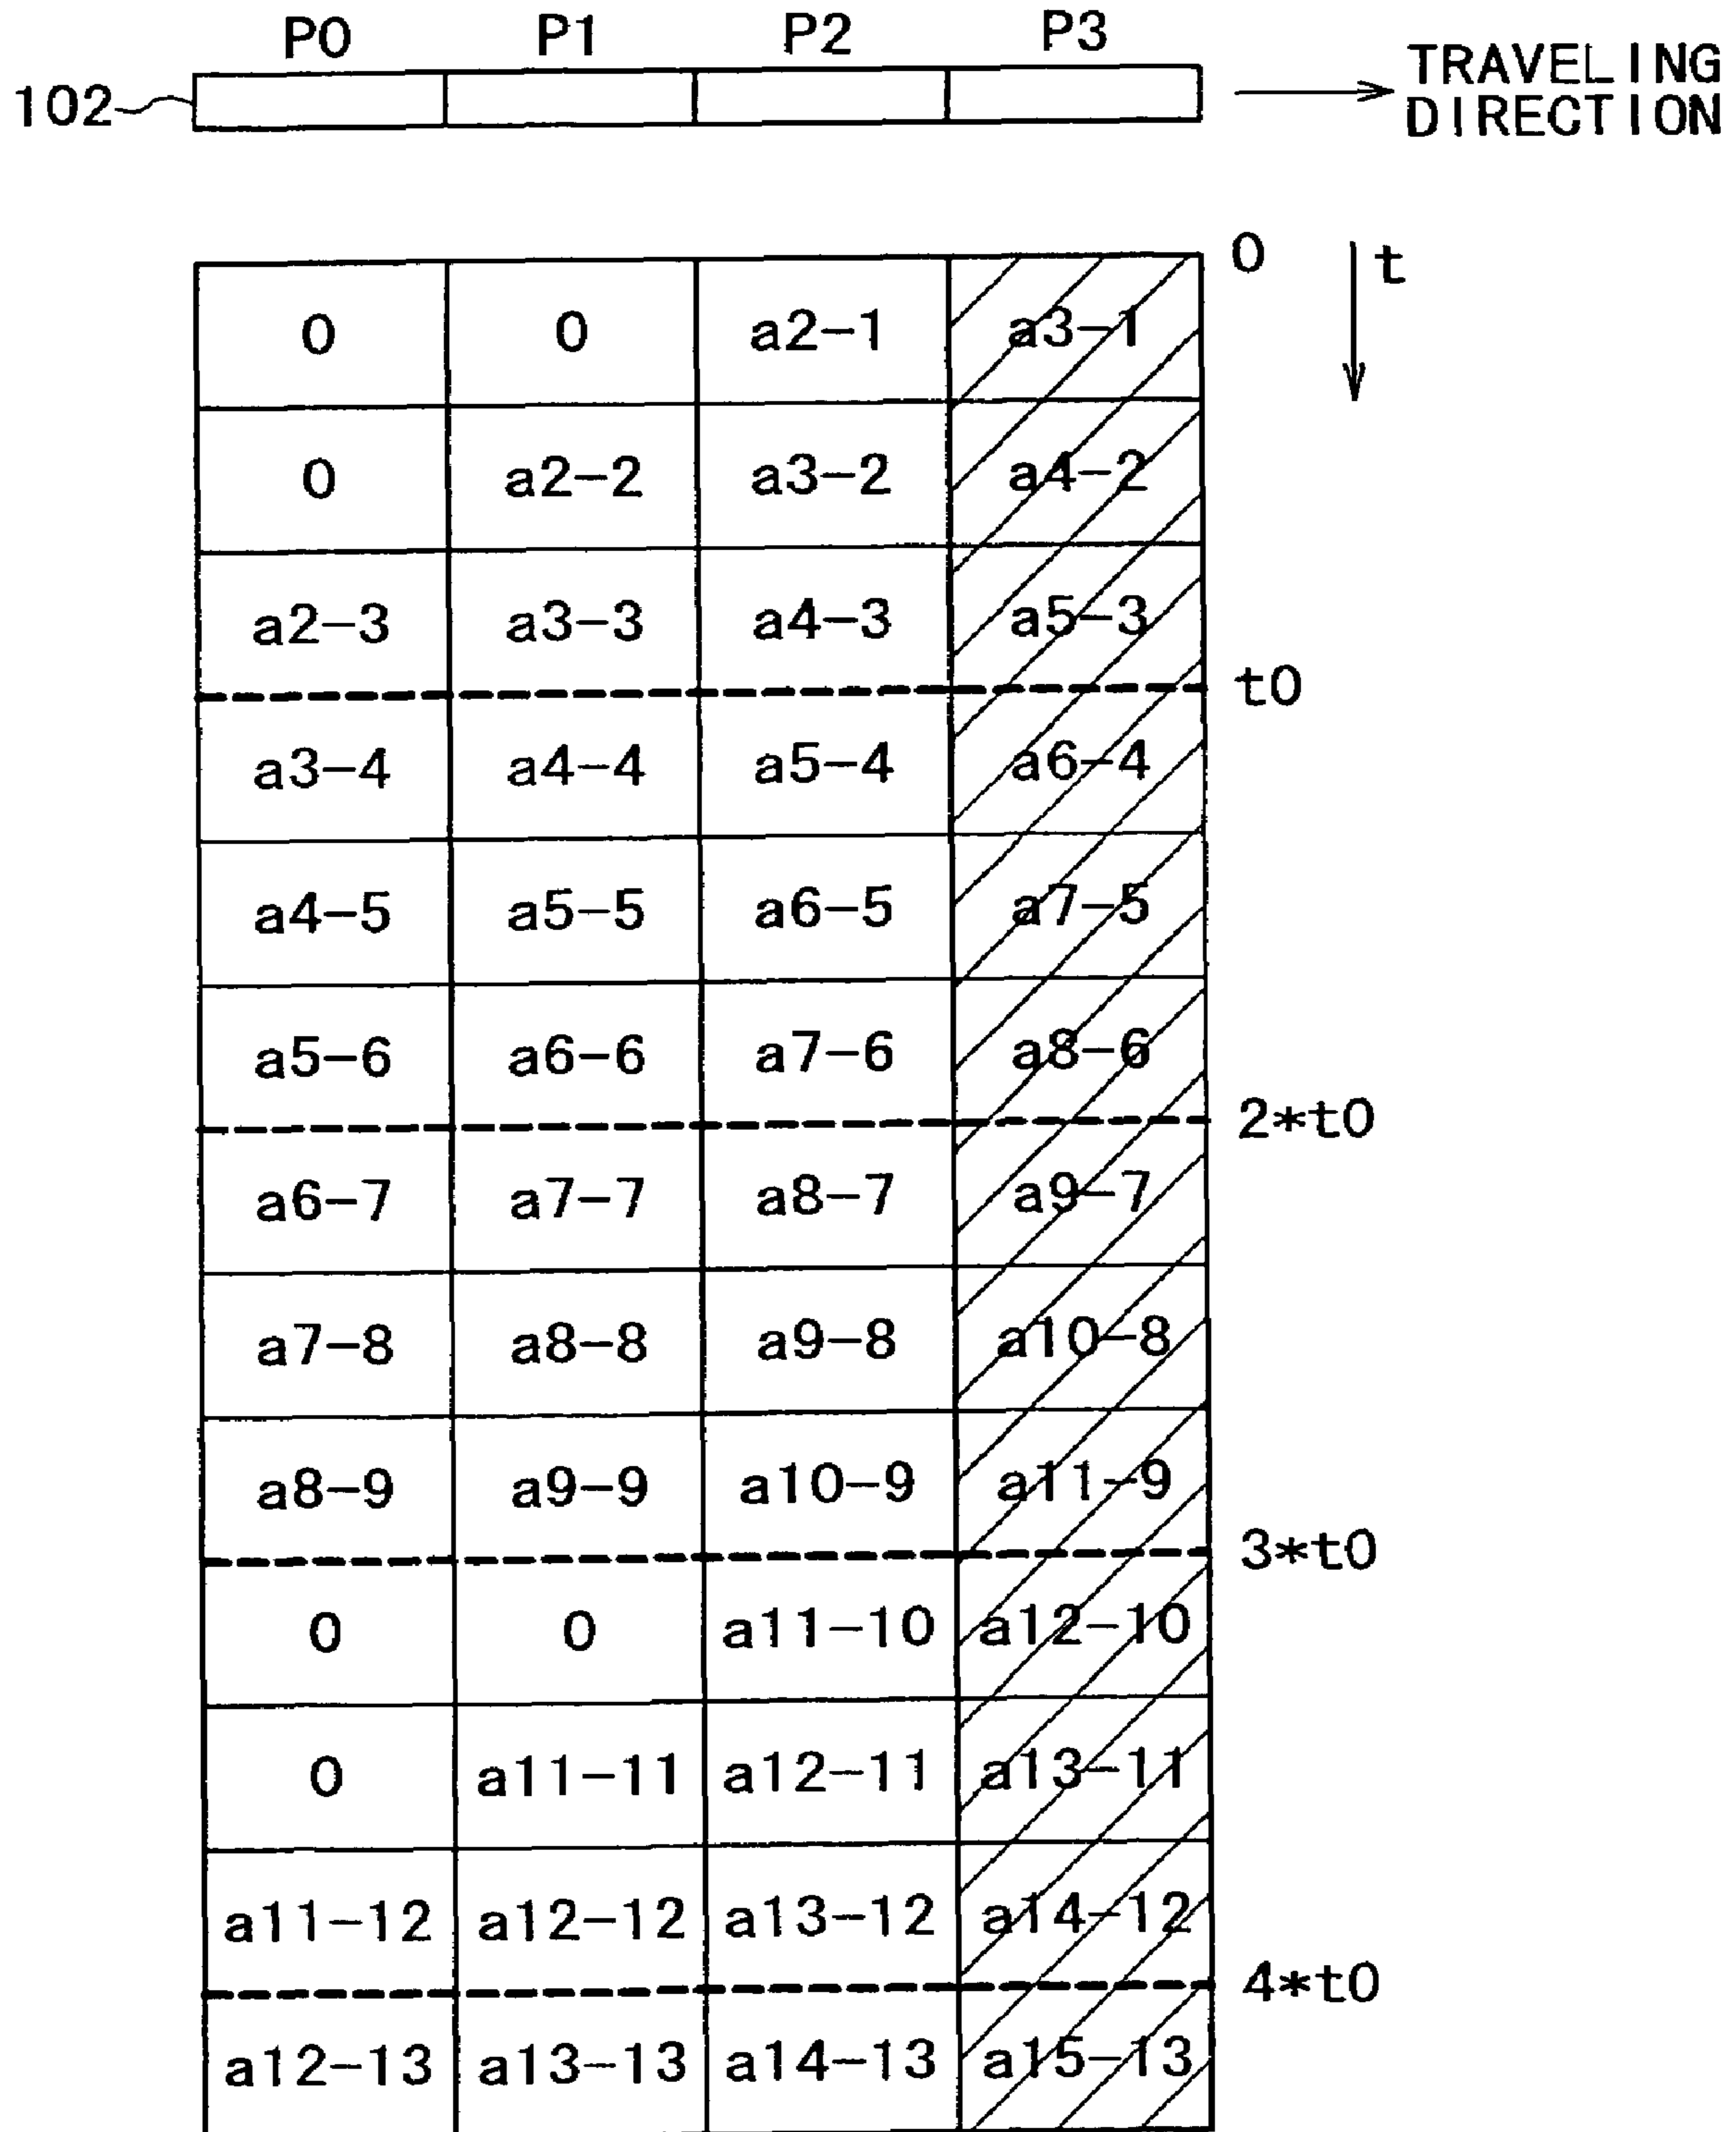 P0 P1 P2 P3
102
TRAVELING
DIRECTION
0
t
0 0 a2-1 a3-1
0 a2-2 a3-2 a4-2
a2-3 a3-3 a4-3 a5-3
t0
a3-4 a4-4 a5-4 a6-4
a4-5 a5-5 a6-5 a7-5
a5-6 a6-6 a7-6 a8-6
2*t0
a6-7 a7-7 a8-7 a9-7
a7-8 a8-8 a9-8 a10-8
a8-9 a9-9 a10-9 a11-9
3*t0
0 0 a11-10 a12-10
0 a11-11 a12-11 a13-11
a11-12 a12-12 a13-12 a14-12
4*t0
a12-13 a13-13 a14-13 a15-13